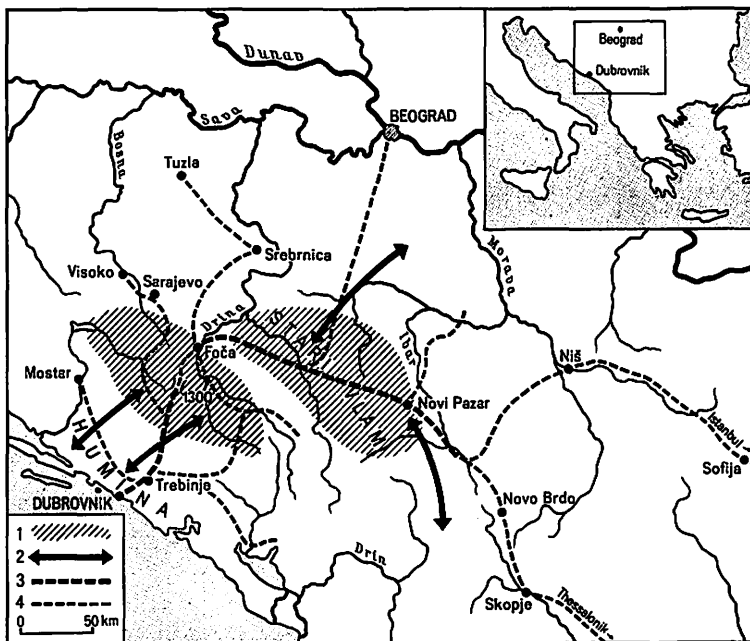 Dunav
Beograd
Dubrovnik
Sava
BEOGRAD
Bosna
Tuzla
Morava
Srebrnica
Visoko
Sarajevo
Drina
STARI
Ibar
Foča
Niš
Mostar
1300
VLAH
Novi Pazar
Istanbul
Sofija
HUMINA
Trebinje
DUBROVNIK
Novo Brdo
1
2
Drin
3
4
Skopje
Thessalonik
0 50 km